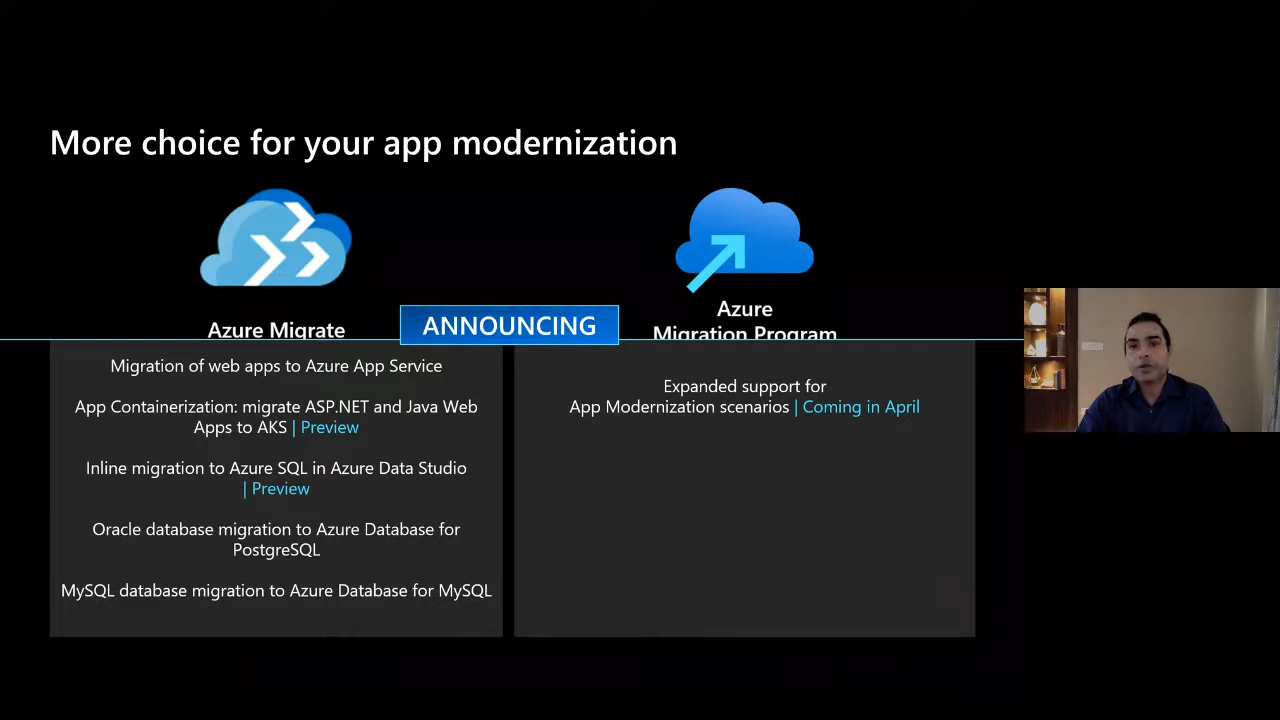 More choice for your app modernization
Azure Migrate
ANNOUNCING
Azure
Migration Program
Migration of web apps to Azure App Service
App Containerization: migrate ASP.NET and Java Web
Apps to AKS | Preview
Inline migration to Azure SQL in Azure Data Studio
| Preview
Oracle database migration to Azure Database for
PostgreSQL
MySQL database migration to Azure Database for MySQL
Expanded support for
App Modernization scenarios | Coming in April